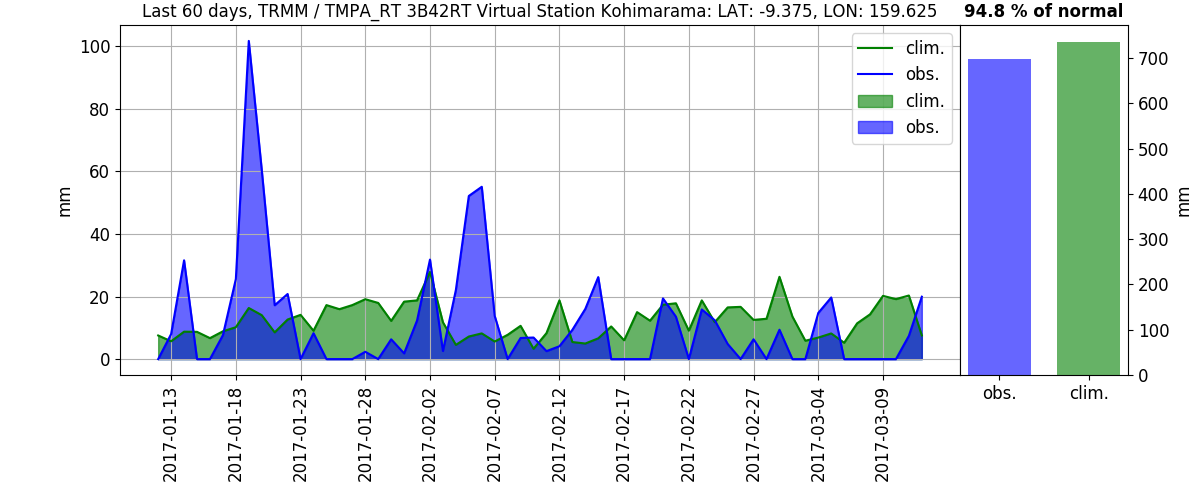 Last 60 days, TRMM / TMPA_RT 3B42RT Virtual Station Kohimarama: LAT: -9.375, LON: 159.625
94.8 % of normal
clim.
obs.
clim.
obs.
100
80
60
40
20
0
mm
2017-01-13
2017-01-18
2017-01-23
2017-01-28
2017-02-02
2017-02-07
2017-02-12
2017-02-17
2017-02-22
2017-02-27
2017-03-04
2017-03-09
700
600
500
400
300
200
100
0
mm
obs.
clim.